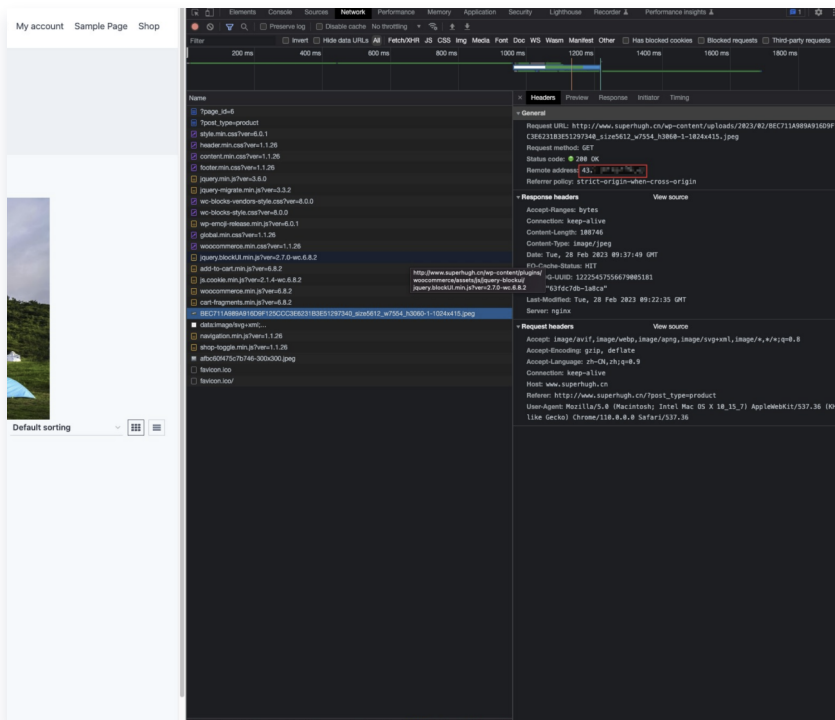 My account Sample Page Shop
Default sorting
Elements Console Sources Network Performance Memory Application Security Lighthouse Recorder Performance insights 1
Preserve log Disable cache No throttling
Filter Invert Hide data URLs All Fetch/XHR JS CSS Img Media Font Doc WS Wasm Manifest Other Has blocked cookies Blocked requests Third-party requests
200 ms 400 ms 600 ms 800 ms 1000 ms 1200 ms 1400 ms 1600 ms 1800 ms
Name
?page_id=6
?post_type=product
style.min.css?ver=6.0.1
header.min.css?ver=1.1.26
content.min.css?ver=1.1.26
footer.min.css?ver=1.1.26
jquery.min.js?ver=3.6.0
jquery-migrate.min.js?ver=3.3.2
wc-blocks-vendors-style.css?ver=8.0.0
wc-blocks-style.css?ver=8.0.0
wp-emoji-release.min.js?ver=6.0.1
global.min.css?ver=1.1.26
woocommerce.min.css?ver=1.1.26
jquery.blockUI.min.js?ver=2.7.0-wc.6.8.2
add-to-cart.min.js?ver=6.8.2
js.cookie.min.js?ver=2.1.4-wc.6.8.2
woocommerce.min.js?ver=6.8.2
cart-fragments.min.js?ver=6.8.2
BEC711A989A916D9F125CCC3E6231B3E51297340_size5612_w7554_h3060-1-1024x415.jpeg
data:image/svg+xml;...
navigation.min.js?ver=1.1.26
shop-toggle.min.js?ver=1.1.26
afbc60f475c7b746-300x300.jpeg
favicon.ico
favicon.ico/
http://www.superhugh.cn/wp-content/plugins/
woocommerce/assets/js/jquery-blockui/
jquery.blockUI.min.js?ver=2.7.0-wc.6.8.2
Headers Preview Response Initiator Timing
General
Request URL: http://www.superhugh.cn/wp-content/uploads/2023/02/BEC711A989A916D9F
C3E6231B3E51297340_size5612_w7554_h3060-1-1024x415.jpeg
Request method: GET
Status code: 200 OK
Remote address: 43.
Referrer policy: strict-origin-when-cross-origin
Response headers View source
Accept-Ranges: bytes
Connection: keep-alive
Content-Length: 108746
Content-Type: image/jpeg
Date: Tue, 28 Feb 2023 09:37:49 GMT
EO-Cache-Status: HIT
G-UUID: 12225457556679005181
"63fdc7db-1a8ca"
Last-Modified: Tue, 28 Feb 2023 09:22:35 GMT
Server: nginx
Request headers View source
Accept: image/avif,image/webp,image/apng,image/svg+xml,image/*,*/*;q=0.8
Accept-Encoding: gzip, deflate
Accept-Language: zh-CN,zh;q=0.9
Connection: keep-alive
Host: www.superhugh.cn
Referer: http://www.superhugh.cn/?post_type=product
User-Agent: Mozilla/5.0 (Macintosh; Intel Mac OS X 10_15_7) AppleWebKit/537.36 (KH
like Gecko) Chrome/110.0.0.0 Safari/537.36